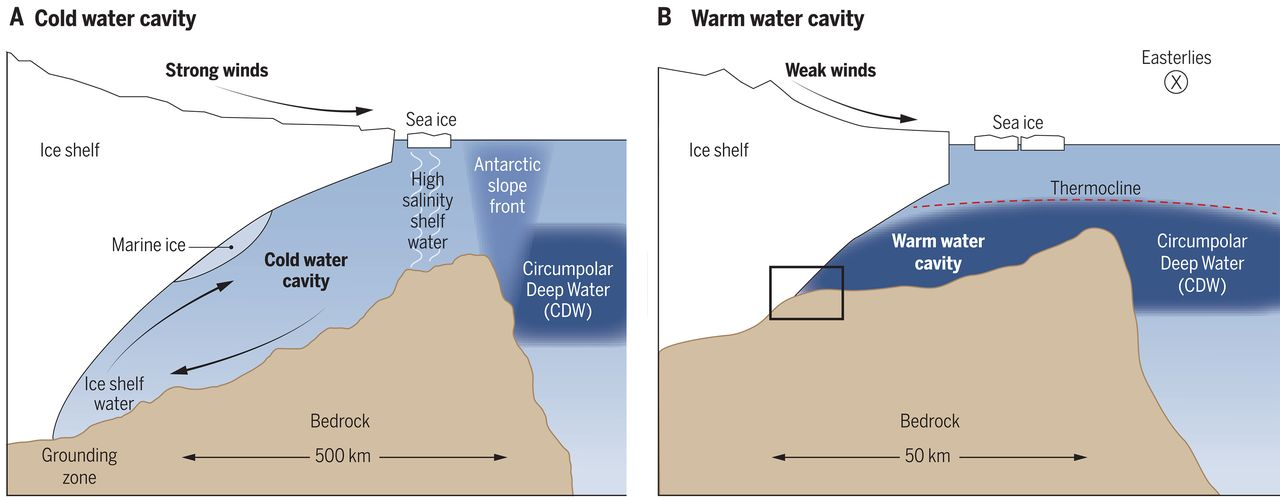 A Cold water cavity
Strong winds
Sea ice
Ice shelf
High
salinity
shelf
water
Antarctic
slope
front
Marine ice
Cold water
cavity
Circumpolar
Deep Water
(CDW)
Ice shelf
water
Bedrock
Grounding
zone
500 km
B Warm water cavity
Easterlies
X
Weak winds
Sea ice
Ice shelf
Thermocline
Warm water
cavity
Circumpolar
Deep Water
(CDW)
Bedrock
50 km